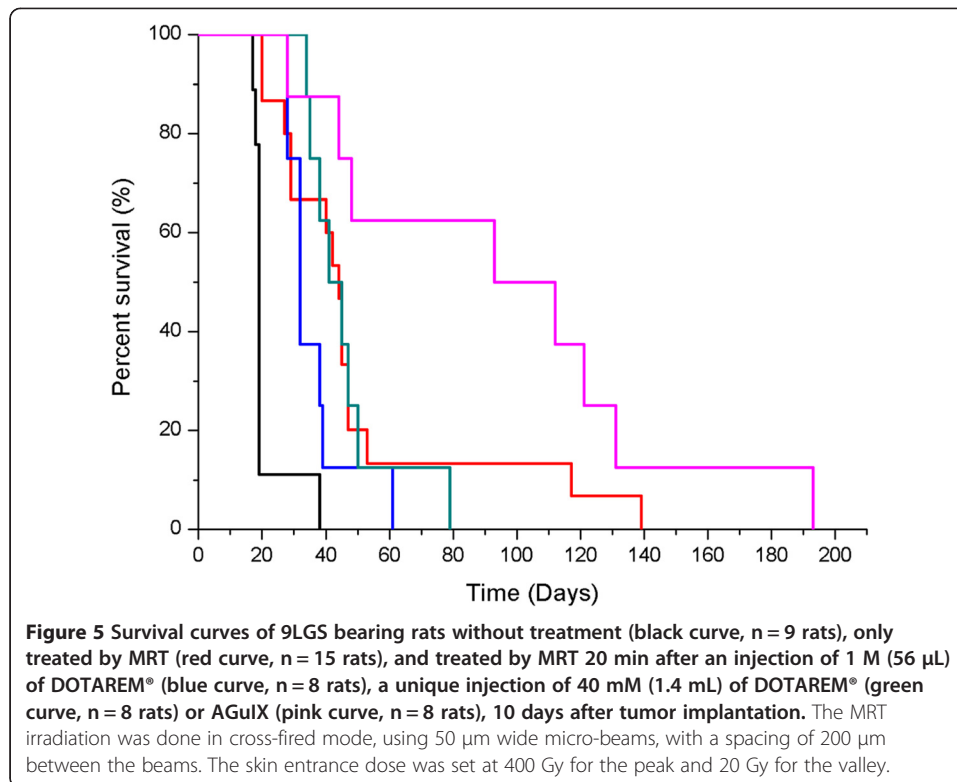 100
80
60
40
20
0
Percent survival (%)
0 20 40 60 80 100 120 140 160 180 200
Time (Days)
Figure 5 Survival curves of 9LGS bearing rats without treatment (black curve, n = 9 rats), only
treated by MRT (red curve, n = 15 rats), and treated by MRT 20 min after an injection of 1 M (56 μL)
of DOTAREM® (blue curve, n = 8 rats), a unique injection of 40 mM (1.4 mL) of DOTAREM® (green
curve, n = 8 rats) or AGuIX (pink curve, n = 8 rats), 10 days after tumor implantation. The MRT
irradiation was done in cross-fired mode, using 50 μm wide micro-beams, with a spacing of 200 μm
between the beams. The skin entrance dose was set at 400 Gy for the peak and 20 Gy for the valley.